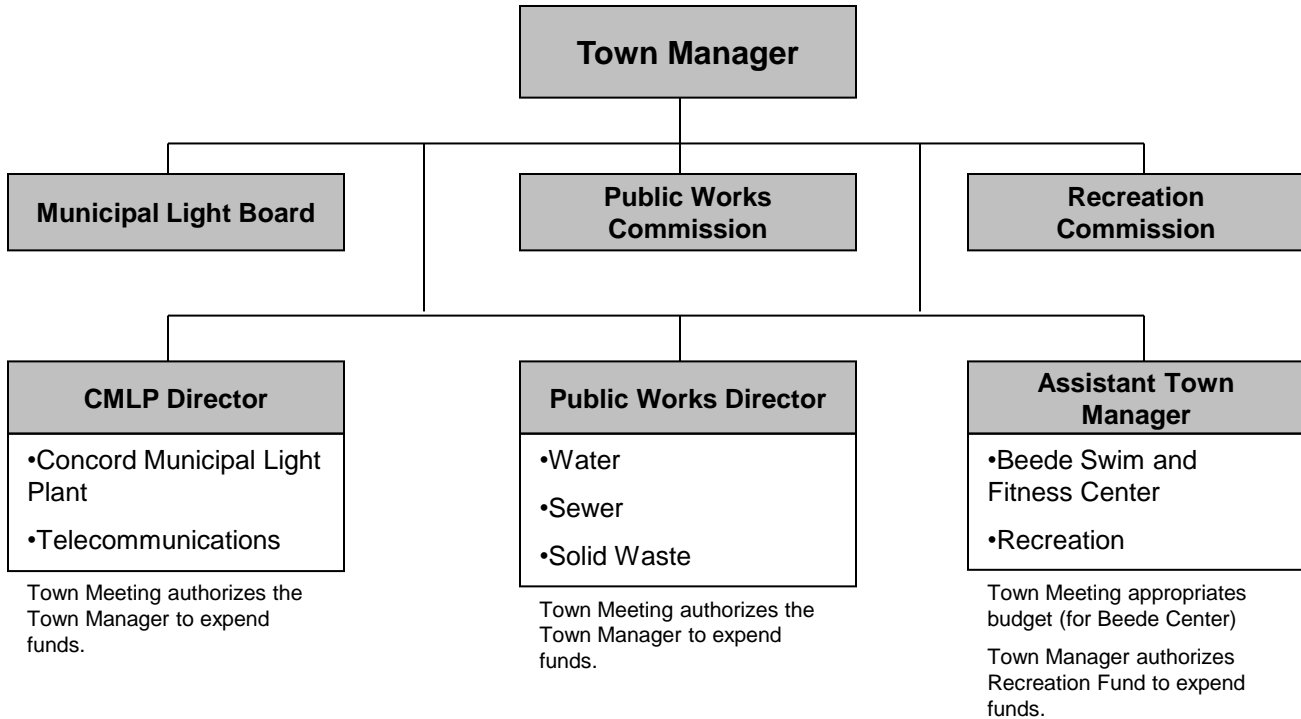 Town Manager
Municipal Light Board
Public Works
Commission
Recreation
Commission
CMLP Director
•Concord Municipal Light
Plant
•Telecommunications
Town Meeting authorizes the
Town Manager to expend
funds.
Public Works Director
•Water
•Sewer
•Solid Waste
Town Meeting authorizes the
Town Manager to expend
funds.
Assistant Town
Manager
•Beede Swim and
Fitness Center
•Recreation
Town Meeting appropriates
budget (for Beede Center)
Town Manager authorizes
Recreation Fund to expend
funds.